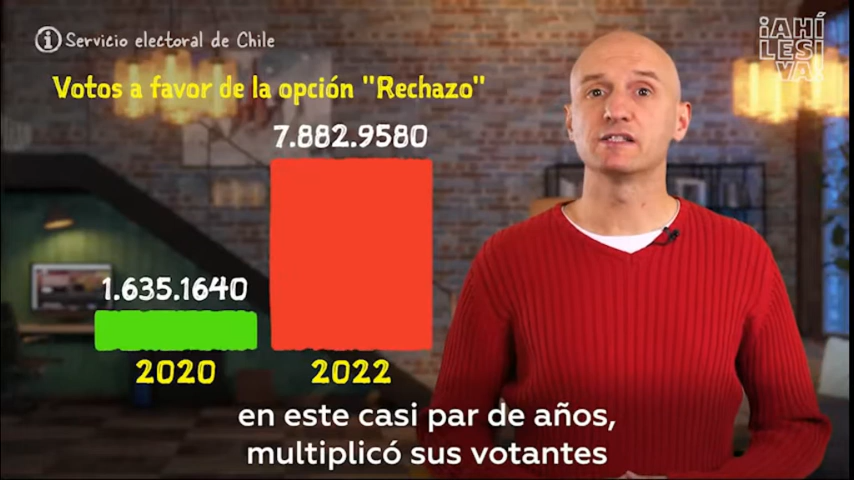 Servicio electoral de Chile
¡AHÍ
LES
VA!
Votos a favor de la opción "Rechazo"
7.882.9580
1.635.1640
2020
2022
en este casi par de años,
multiplicó sus votantes